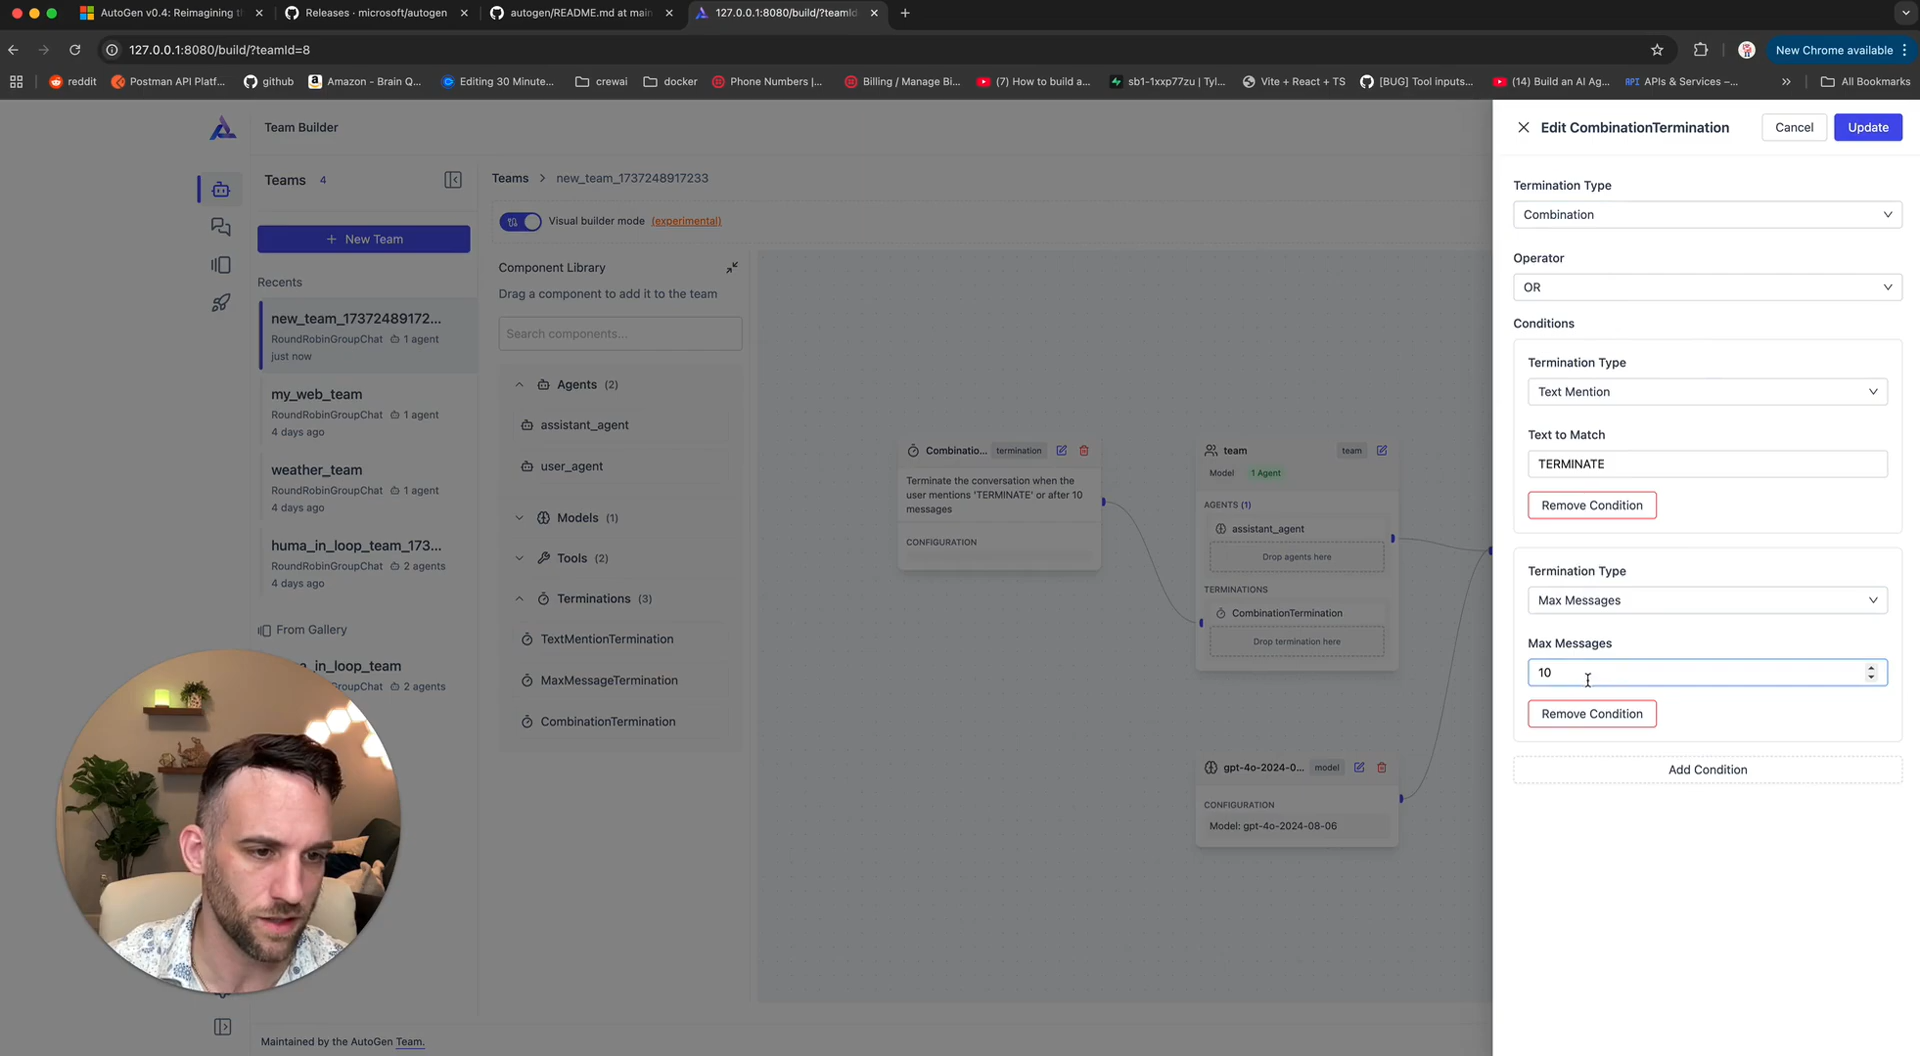 AutoGen v0.4: Reimagining t
Releases · microsoft/autogen
autogen/README.md at main
127.0.0.1:8080/build/?teamId
127.0.0.1:8080/build/?teamId=8
New Chrome available
reddit
Postman API Platf...
github
Amazon - Brain Q...
Editing 30 Minute...
crewai
docker
Phone Numbers |...
Billing / Manage Bi...
(7) How to build a...
sb1-1xxp77zu | Tyl...
Vite + React + TS
[BUG] Tool inputs...
(14) Build an AI Ag...
API APIs & Services –...
All Bookmarks
Team Builder
Teams 4
New Team
Recents
new_team_17372489172...
RoundRobinGroupChat 1 agent
just now
my_web_team
RoundRobinGroupChat 1 agent
4 days ago
weather_team
RoundRobinGroupChat 1 agent
4 days ago
huma_in_loop_team_173...
RoundRobinGroupChat 2 agents
4 days ago
From Gallery
_in_loop_team
2 agents
Maintained by the AutoGen Team.
Teams > new_team_1737248917233
Visual builder mode (experimental)
Component Library
Drag a component to add it to the team
Search components...
Agents (2)
assistant_agent
user_agent
Models (1)
Tools (2)
Terminations (3)
TextMentionTermination
MaxMessageTermination
CombinationTermination
Combinatio... termination
Terminate the conversation when the
user mentions 'TERMINATE' or after 10
messages
CONFIGURATION
team team
Model 1 Agent
AGENTS (1)
assistant_agent
Drop agents here
TERMINATIONS
CombinationTermination
Drop termination here
gpt-4o-2024-0... model
CONFIGURATION
Model: gpt-4o-2024-08-06
Edit CombinationTermination
Cancel
Update
Termination Type
Combination
Operator
OR
Conditions
Termination Type
Text Mention
Text to Match
TERMINATE
Remove Condition
Termination Type
Max Messages
Max Messages
10
Remove Condition
Add Condition